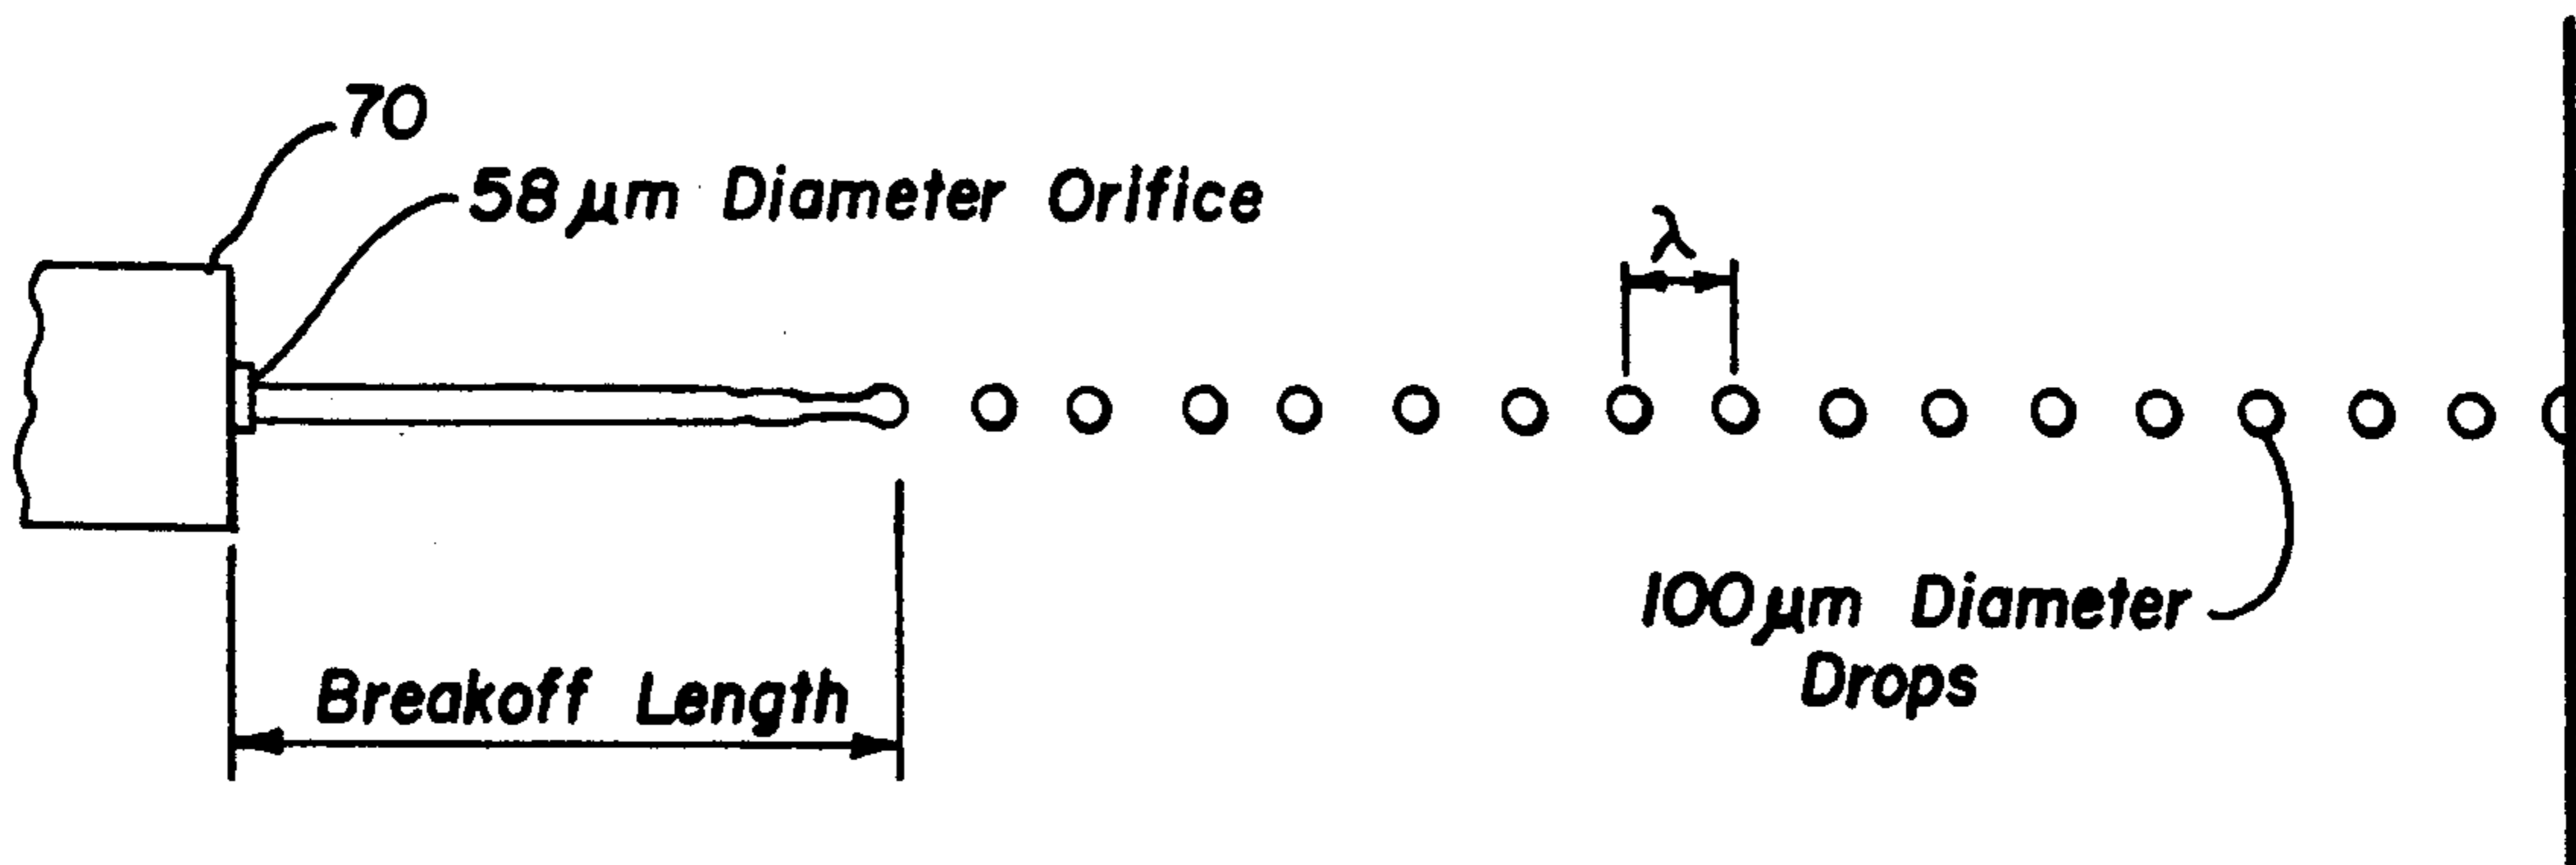 70
58 μm Diameter Orifice
λ
100 μm Diameter
Drops
Breakoff Length